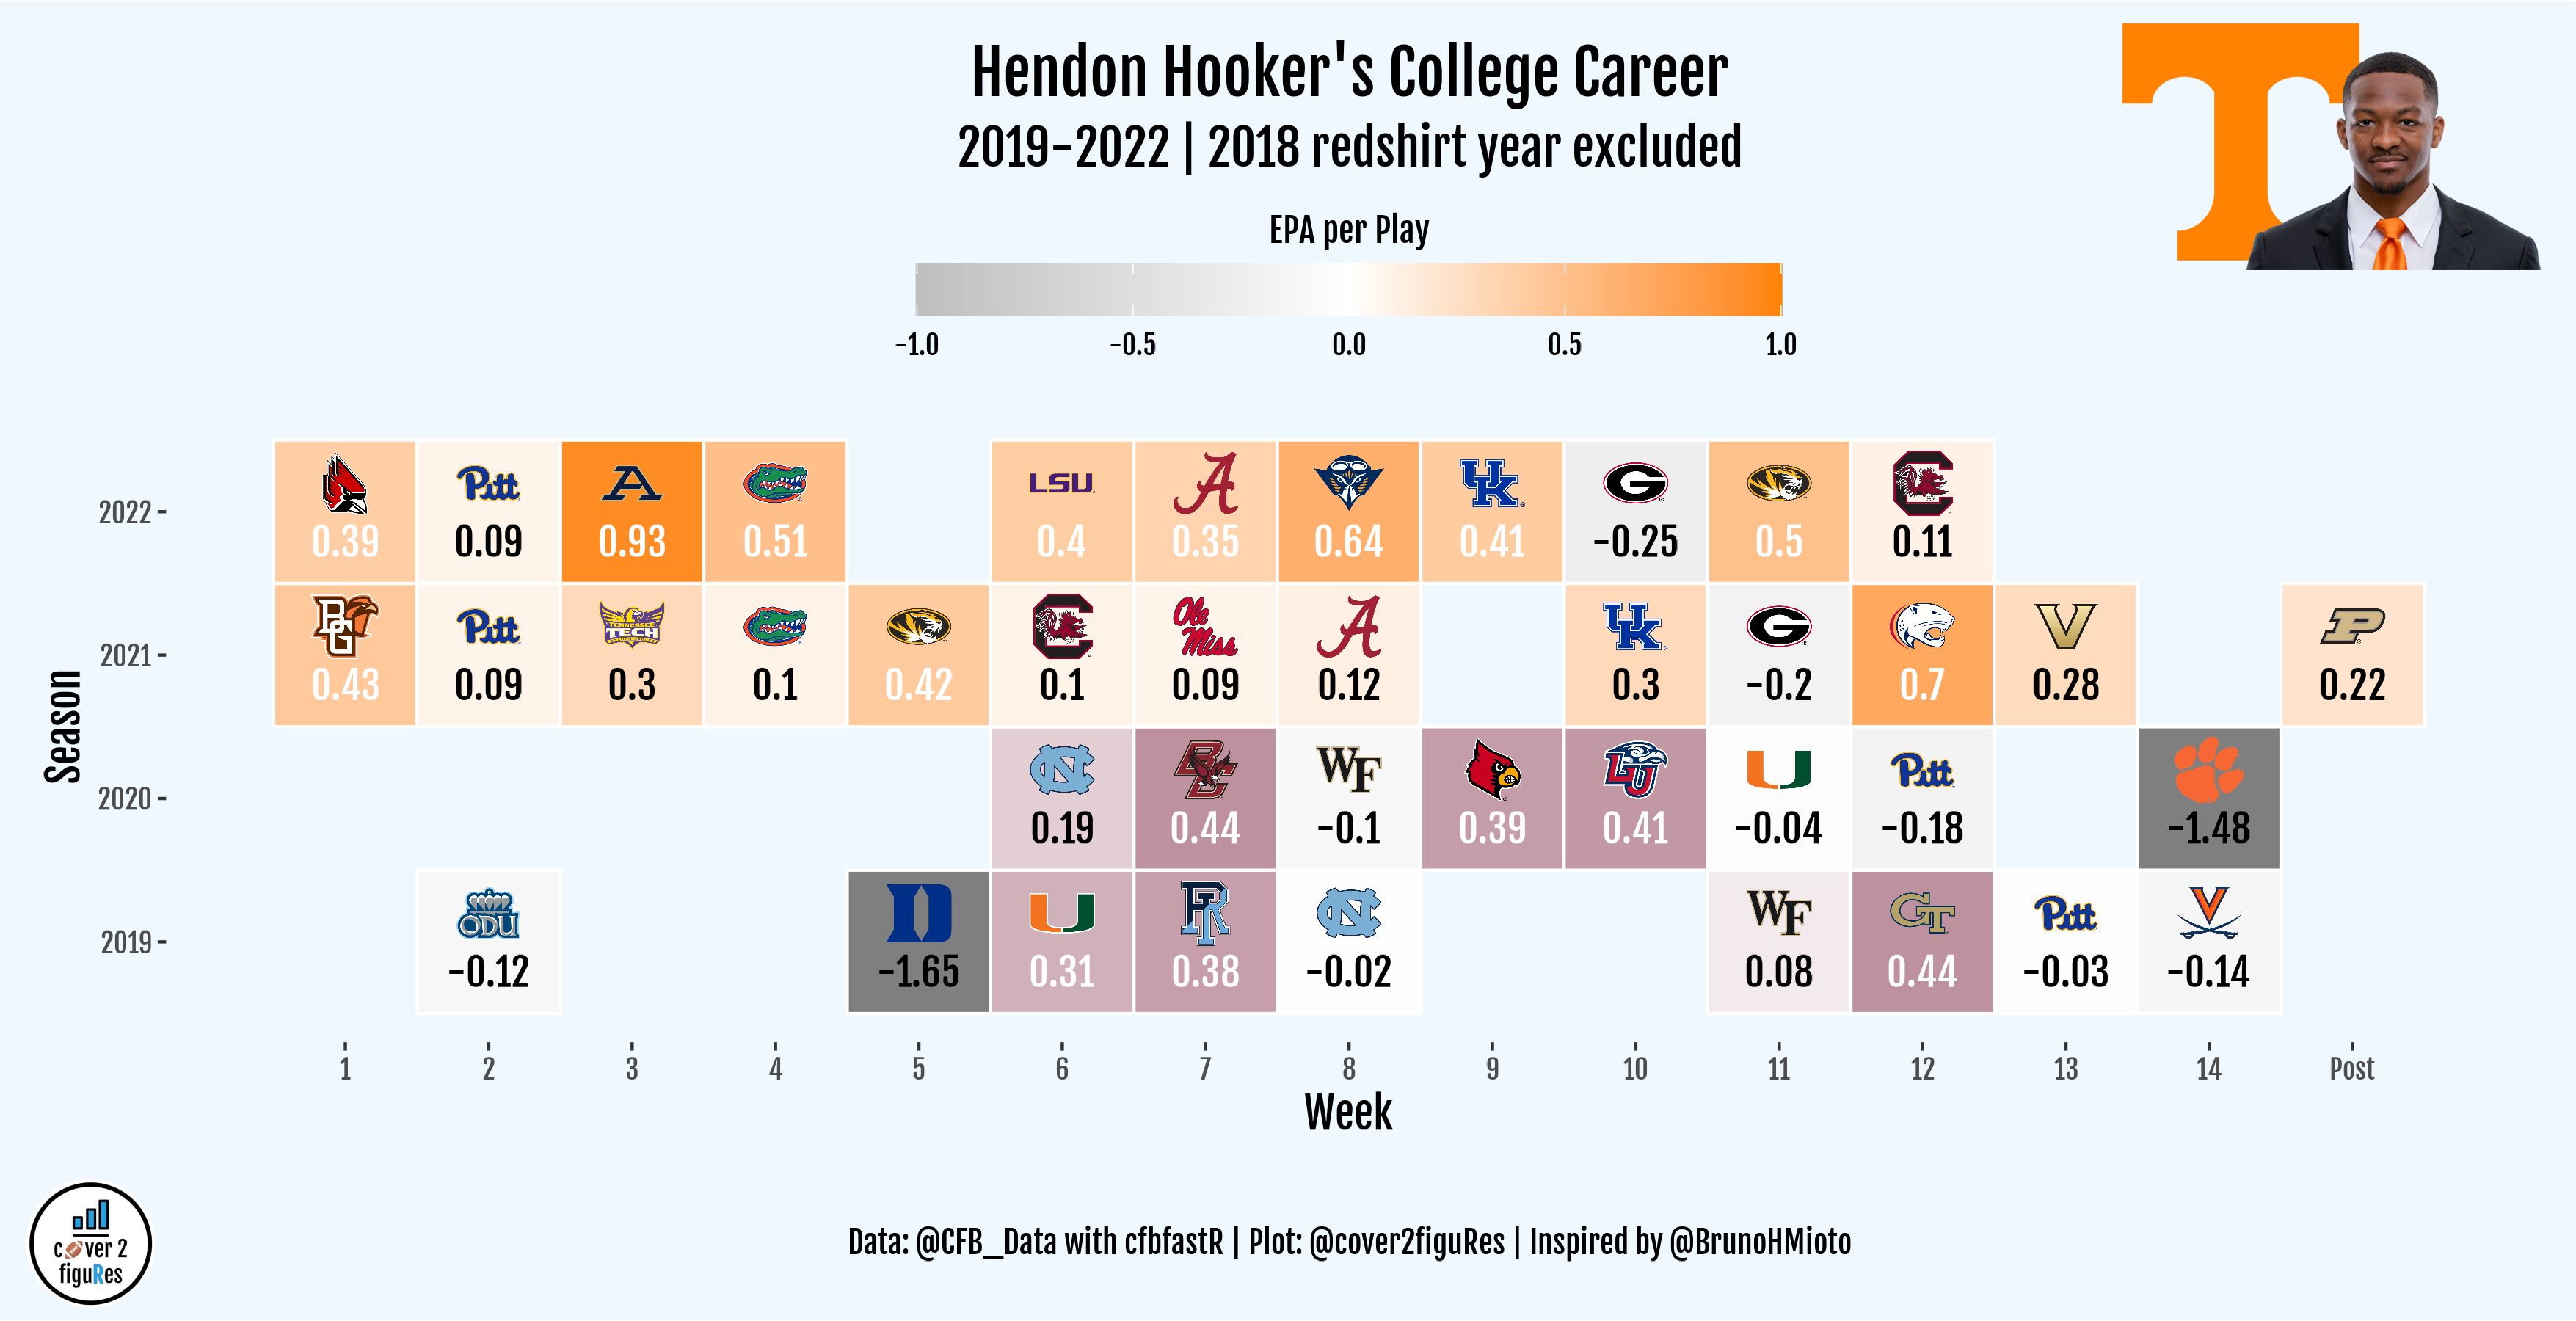 Hendon Hooker's College Career
2019-2022 | 2018 redshirt year excluded
EPA per Play
-1.0 -0.5 0.0 0.5 1.0
Season
2022
Pitt LSU A UK G C
0.39 0.09 0.93 0.51 0.4 0.35 0.64 0.41 -0.25 0.5 0.11
2021
BG Pitt TENNESSEE TECH C Ole Miss A UK G V P
0.43 0.09 0.3 0.1 0.42 0.1 0.09 0.12 0.3 -0.2 0.7 0.28 0.22
2020
NC BC WF LU U Pitt
0.19 0.44 -0.1 0.39 0.41 -0.04 -0.18 -1.48
2019
ODU D U R NC WF GT Pitt V
-0.12 -1.65 0.31 0.38 -0.02 0.08 0.44 -0.03 -0.14
1 2 3 4 5 6 7 8 9 10 11 12 13 14 Post
Week
cover 2
figuRes
Data: @CFB_Data with cfbfastR | Plot: @cover2figuRes | Inspired by @BrunoHMioto